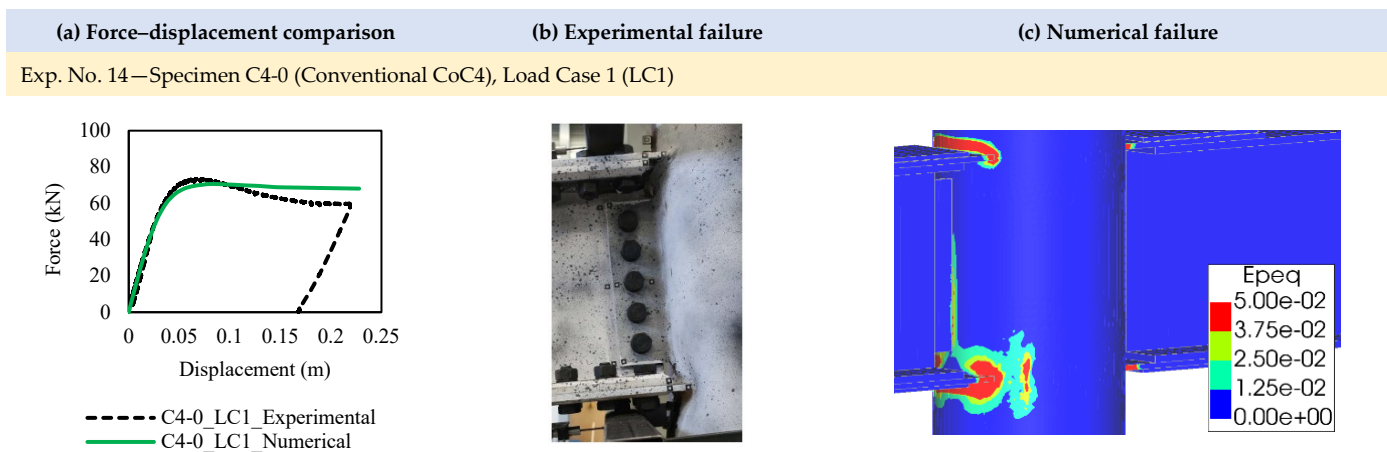 (a) Force–displacement comparison
(b) Experimental failure
(c) Numerical failure
Exp. No. 14—Specimen C4-0 (Conventional CoC4), Load Case 1 (LC1)
100
80
60
40
20
0
Force (kN)
0
0.05
0.1
0.15
0.2
0.25
Displacement (m)
C4-0_LC1_Experimental
C4-0_LC1_Numerical
Epeq
5.00e-02
3.75e-02
2.50e-02
1.25e-02
0.00e+00